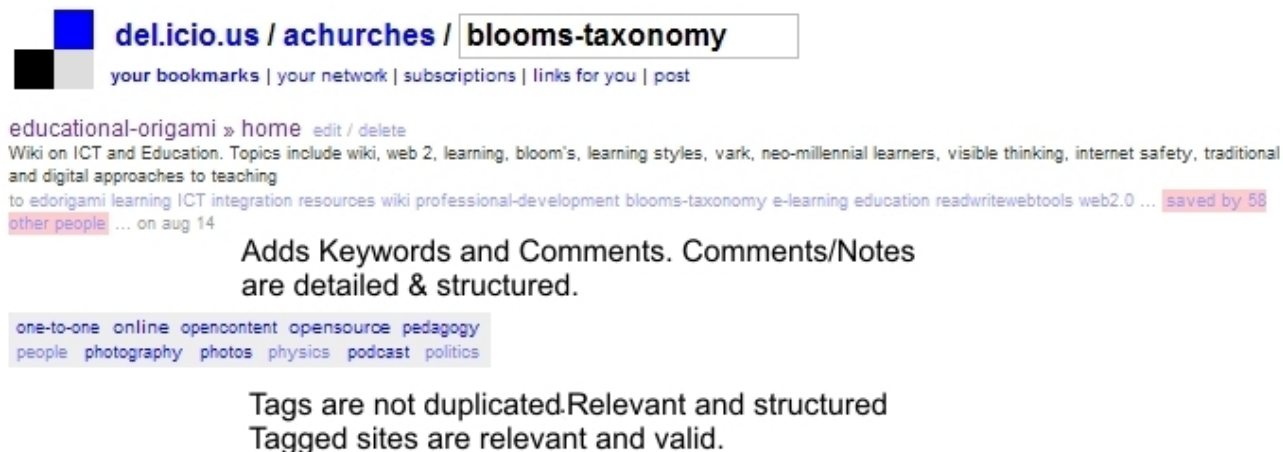 del.icio.us / achurches / blooms-taxonomy
your bookmarks | your network | subscriptions | links for you | post
educational-origami » home edit / delete
Wiki on ICT and Education. Topics include wiki, web 2, learning, bloom's, learning styles, vark, neo-millennial learners, visible thinking, internet safety, traditional
and digital approaches to teaching
to edorigami learning ICT integration resources wiki professional-development blooms-taxonomy e-learning education readwritewebtools web2.0 ... saved by 58
other people ... on aug 14
Adds Keywords and Comments. Comments/Notes
are detailed & structured.
one-to-one online opencontent opensource pedagogy
people photography photos physics podcast politics
Tags are not duplicated.Relevant and structured
Tagged sites are relevant and valid.